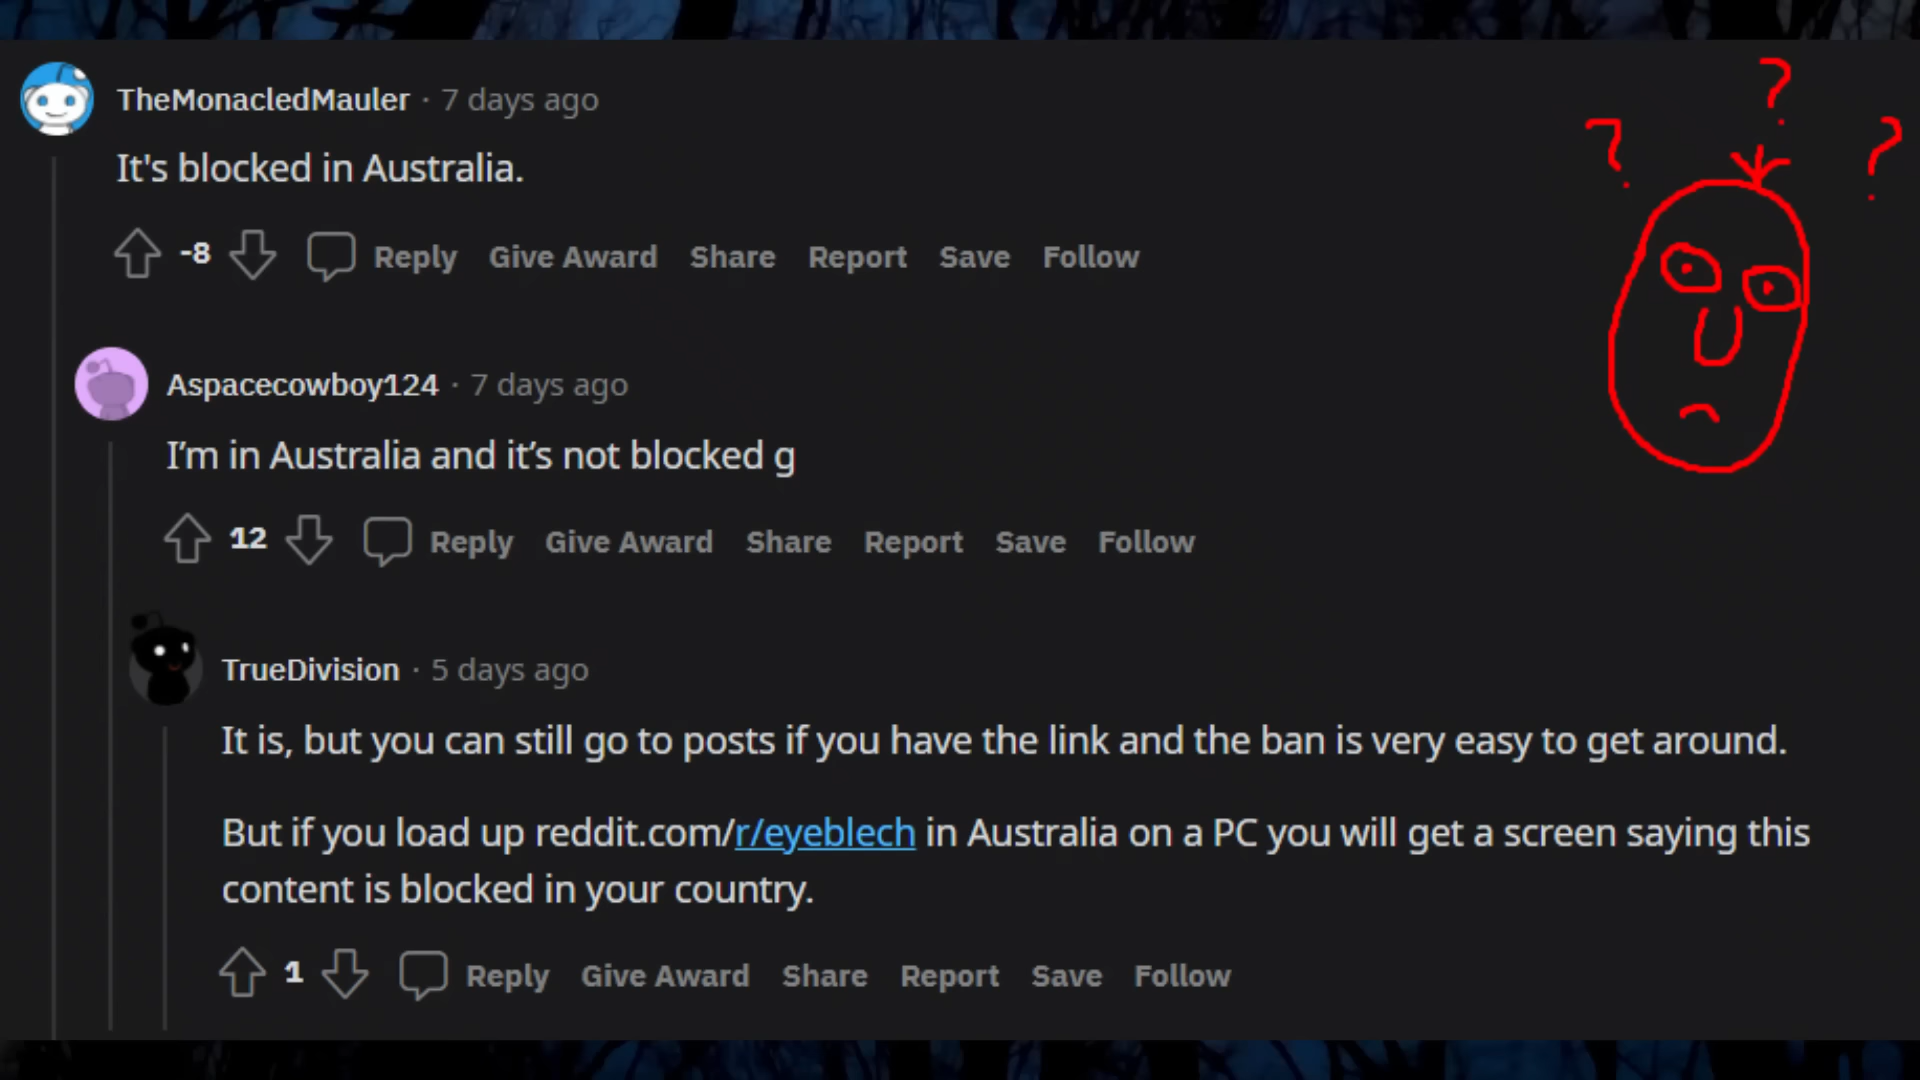 TheMonacledMauler · 7 days ago
It's blocked in Australia.
-8 Reply Give Award Share Report Save Follow
Aspacecowboy124 · 7 days ago
I'm in Australia and it's not blocked g
12 Reply Give Award Share Report Save Follow
TrueDivision · 5 days ago
It is, but you can still go to posts if you have the link and the ban is very easy to get around.
But if you load up reddit.com/r/eyeblech in Australia on a PC you will get a screen saying this
content is blocked in your country.
1 Reply Give Award Share Report Save Follow
? ? ?